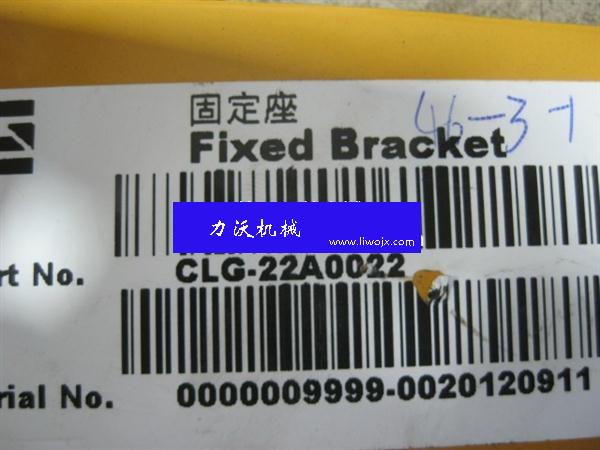 固定座
46-3-1
Fixed Bracket
力沃机械
www.liwojx.com
rt No.
CLG-22A0022
rial No.
0000009999-0020120911